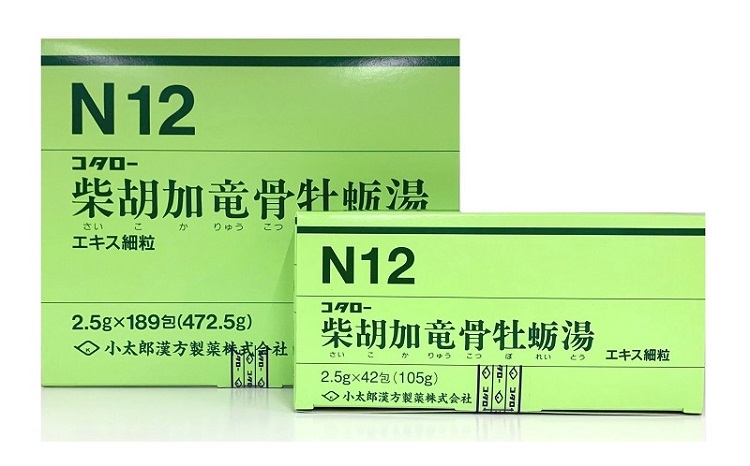 N12
コタロー
柴胡加竜骨牡蛎湯
さいこかりゅうこつ
エキス細粒
2.5g×189包(472.5g)
小太郎漢方製薬株式会
N12
コタロー
柴胡加竜骨牡蛎湯 エキス細粒
さいこかりゅうこつぼれいとう
2.5g×42包(105g)
小太郎漢方製薬株式会社